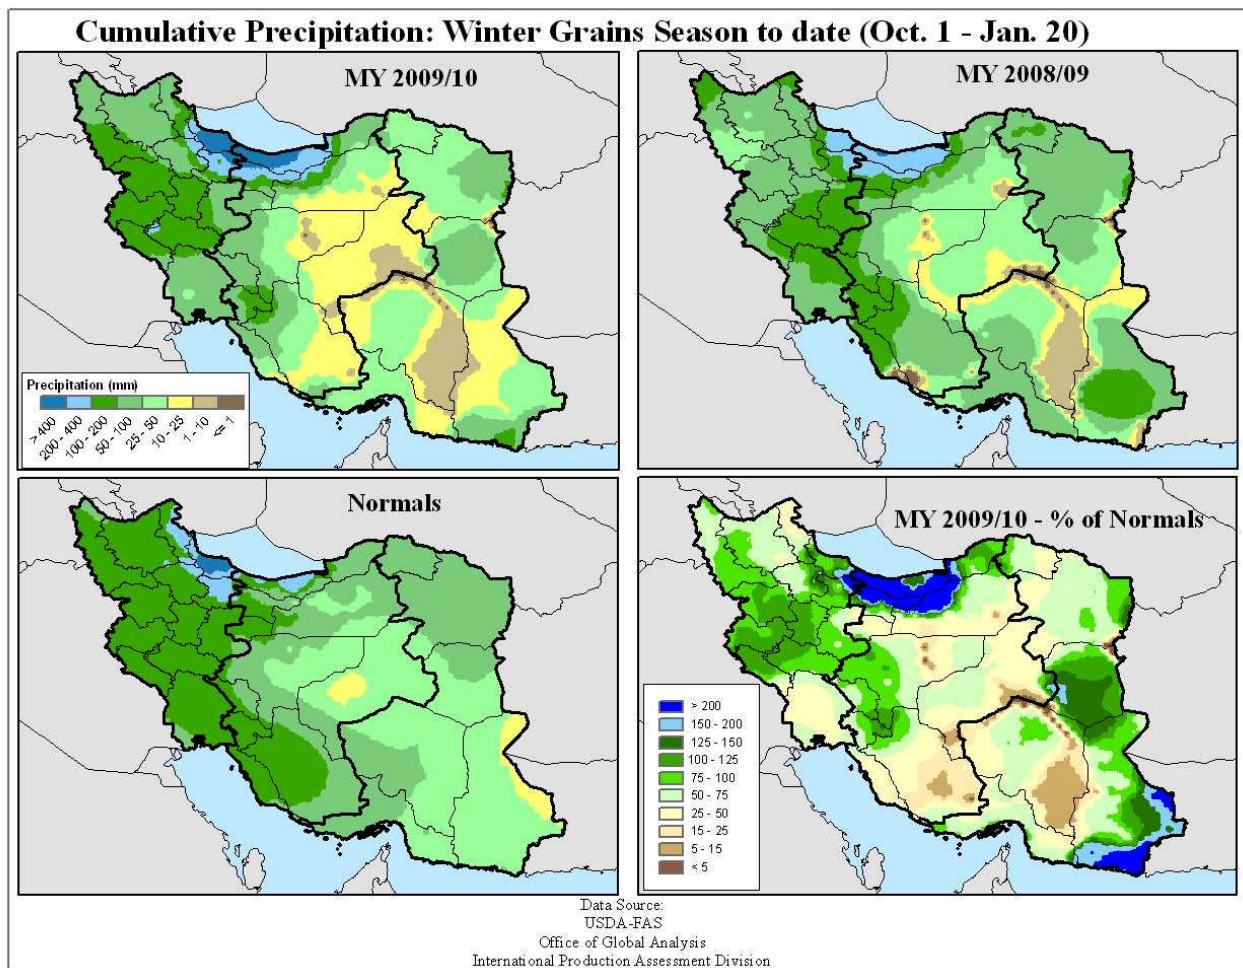 Cumulative Precipitation: Winter Grains Season to date (Oct. 1 - Jan. 20)
MY 2009/10
MY 2008/09
Precipitation (mm)
> 400
200 - 400
100 - 200
50 - 100
25 - 50
10 - 25
1 - 10
<= 1
Normals
MY 2009/10 - % of Normals
> 200
150 - 200
125 - 150
100 - 125
75 - 100
50 - 75
25 - 50
15 - 25
5 - 15
< 5
Data Source:
USDA-FAS
Office of Global Analysis
International Production Assessment Division